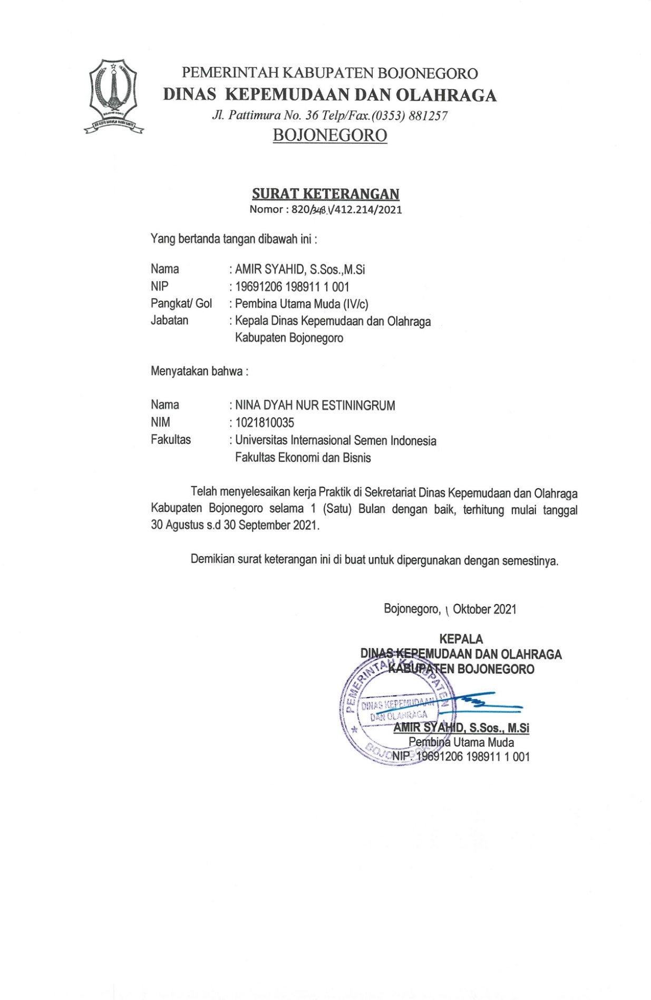 PEMERINTAH KABUPATEN BOJONEGORO
DINAS KEPEMUDAAN DAN OLAHRAGA
Jl. Pattimura No. 36 Telp/Fax.(0353) 881257
BOJONEGORO
BOJONEGORO
SURAT KETERANGAN
Nomor : 820/348.1/412.214/2021
Yang bertanda tangan dibawah ini :
Nama : AMIR SYAHID, S.Sos.,M.Si
NIP : 19691206 198911 1 001
Pangkat/ Gol : Pembina Utama Muda (IV/c)
Jabatan : Kepala Dinas Kepemudaan dan Olahraga
Kabupaten Bojonegoro
Menyatakan bahwa :
Nama : NINA DYAH NUR ESTININGRUM
NIM : 1021810035
Fakultas : Universitas Internasional Semen Indonesia
Fakultas Ekonomi dan Bisnis
Telah menyelesaikan kerja Praktik di Sekretariat Dinas Kepemudaan dan Olahraga
Kabupaten Bojonegoro selama 1 (Satu) Bulan dengan baik, terhitung mulai tanggal
30 Agustus s.d 30 September 2021.
Demikian surat keterangan ini di buat untuk dipergunakan dengan semestinya.
Bojonegoro, 1 Oktober 2021
KEPALA
DINAS KEPEMUDAAN DAN OLAHRAGA
KABUPATEN BOJONEGORO
PEMERINTAH KABUPATEN
DINAS KEPEMUDAAN
DAN OLAHRAGA
BOJONEGORO
AMIR SYAHID, S.Sos., M.Si
Pembina Utama Muda
NIP. 19691206 198911 1 001